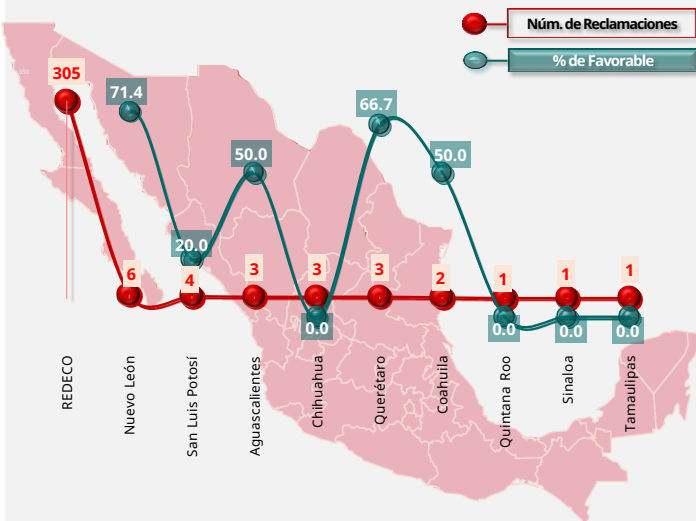 Núm. de Reclamaciones
% de Favorable
305
71.4
66.7
50.0
50.0
20.0
6
4
3
3
3
2
1
1
1
0.0
0.0
0.0
0.0
REDECO
Nuevo León
San Luis Potosí
Aguascalientes
Chihuahua
Querétaro
Coahuila
Quintana Roo
Sinaloa
Tamaulipas